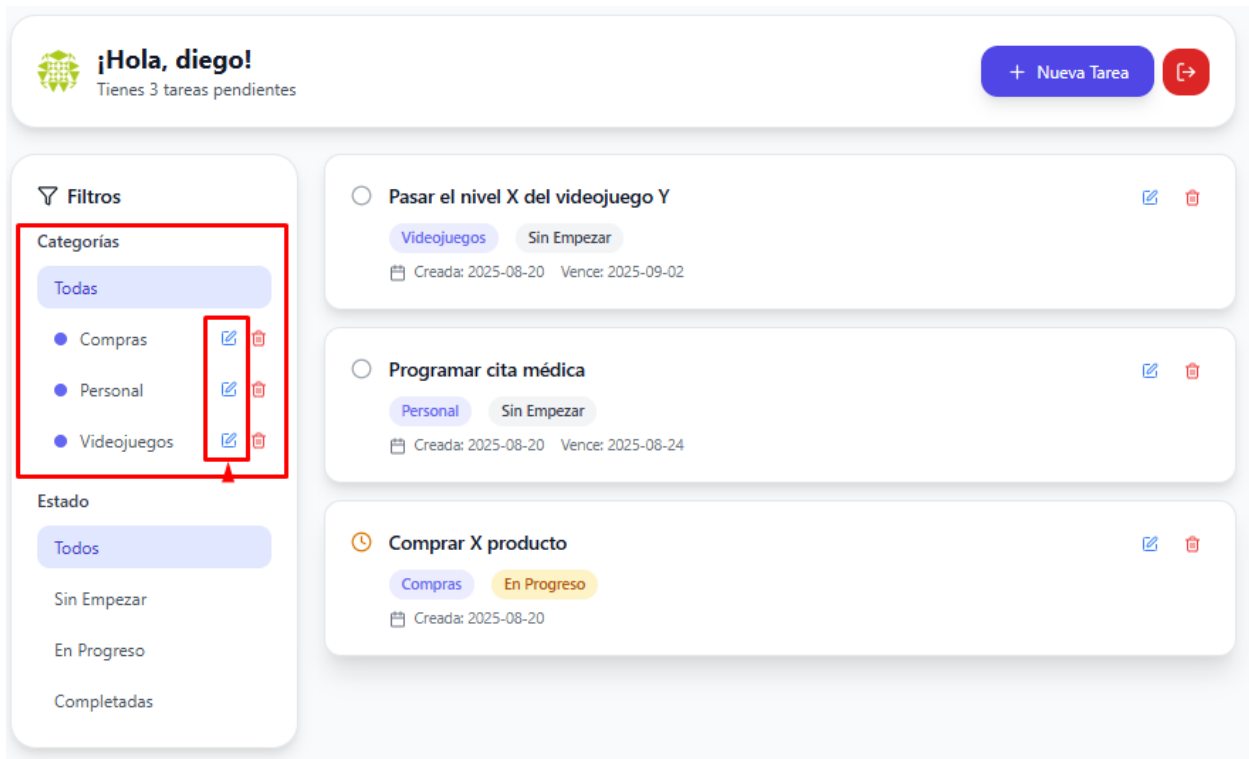 ¡Hola, diego!
Tienes 3 tareas pendientes
+ Nueva Tarea
Filtros
Categorías
Todas
Compras
Personal
Videojuegos
Estado
Todos
Sin Empezar
En Progreso
Completadas
Pasar el nivel X del videojuego Y
Videojuegos Sin Empezar
Creada: 2025-08-20 Vence: 2025-09-02
Programar cita médica
Personal Sin Empezar
Creada: 2025-08-20 Vence: 2025-08-24
Comprar X producto
Compras En Progreso
Creada: 2025-08-20